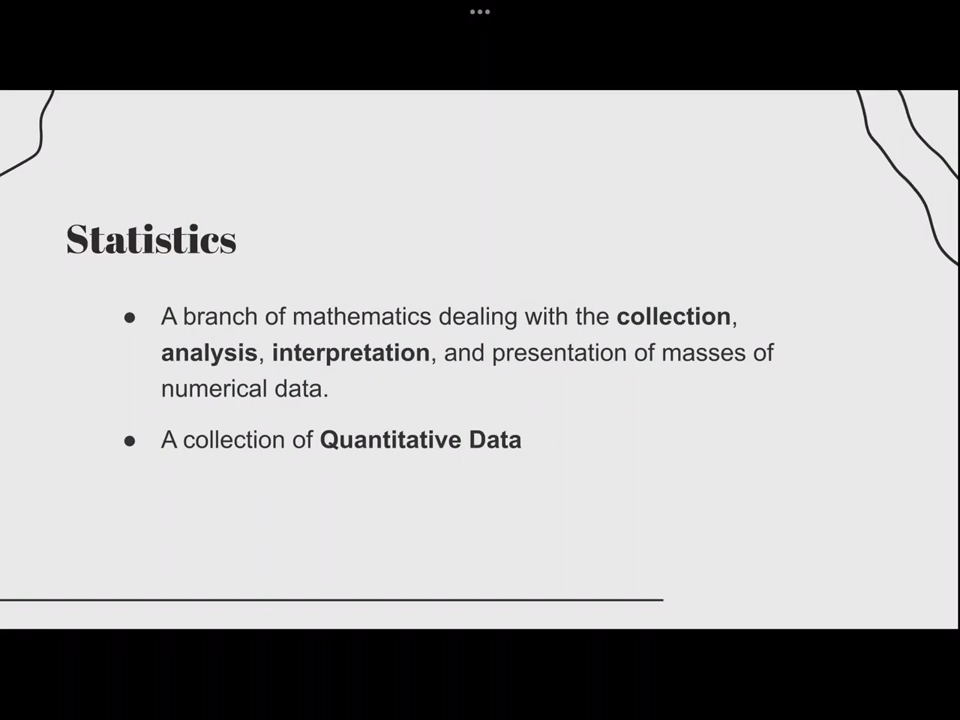 Statistics
● A branch of mathematics dealing with the collection,
analysis, interpretation, and presentation of masses of
numerical data.
● A collection of Quantitative Data